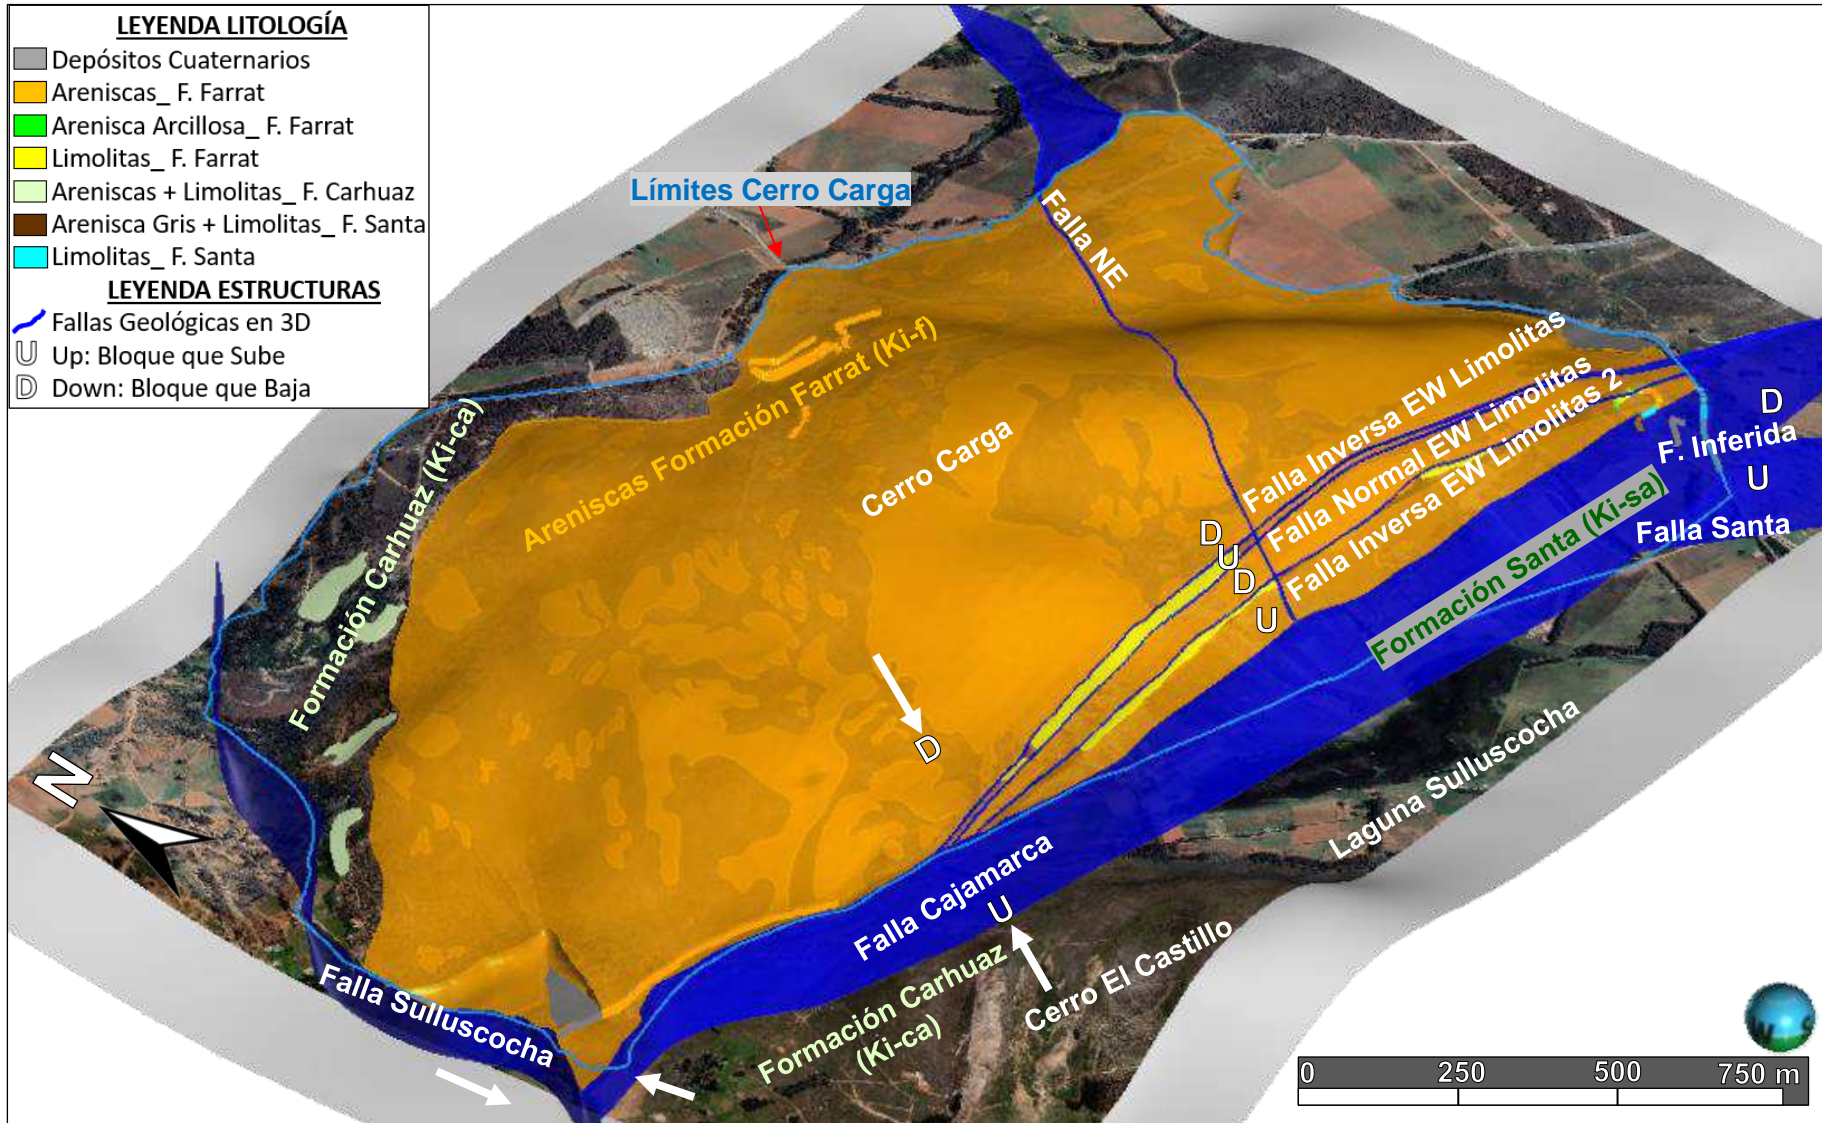 LEYENDA LITOLOGÍA
Depósitos Cuaternarios
Areniscas_ F. Farrat
Arenisca Arcillosa_ F. Farrat
Limolitas_ F. Farrat
Areniscas + Limolitas_ F. Carhuaz
Arenisca Gris + Limolitas_ F. Santa
Limolitas_ F. Santa
LEYENDA ESTRUCTURAS
Fallas Geológicas en 3D
U Up: Bloque que Sube
D Down: Bloque que Baja
Límites Cerro Carga
Falla NE
Areniscas Formación Farrat (Ki-f)
Formación Carhuaz (Ki-ca)
Cerro Carga
Falla Inversa EW Limolitas
Falla Normal EW Limolitas
Falla Inversa EW Limolitas 2
D
F. Inferida
U
Falla Santa
Formación Santa (Ki-sa)
D
U
D
U
D
Laguna Sulluscocha
N
Falla Cajamarca
U
Cerro El Castillo
Formación Carhuaz
(Ki-ca)
Falla Sulluscocha
0 250 500 750 m